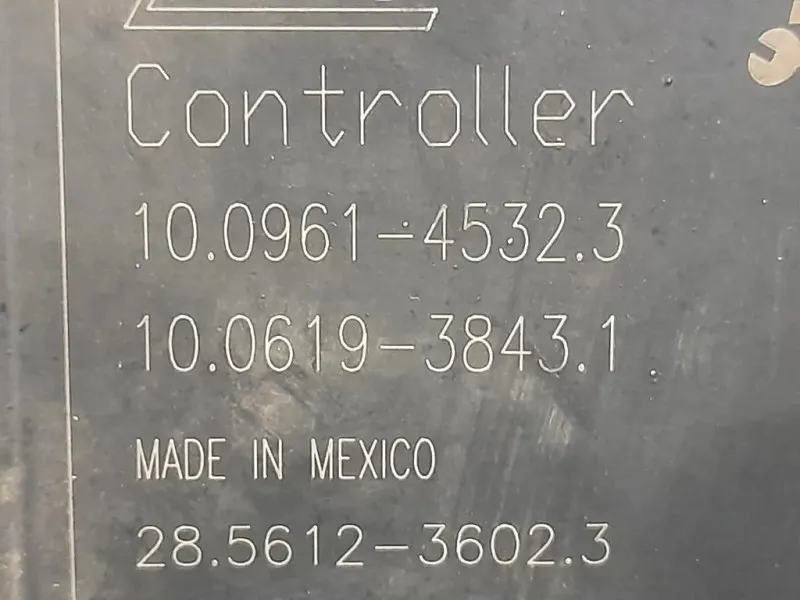 Controller
10.0961-4532.3
10.0619-3843.1
MADE IN MEXICO
28.5612-3602.3